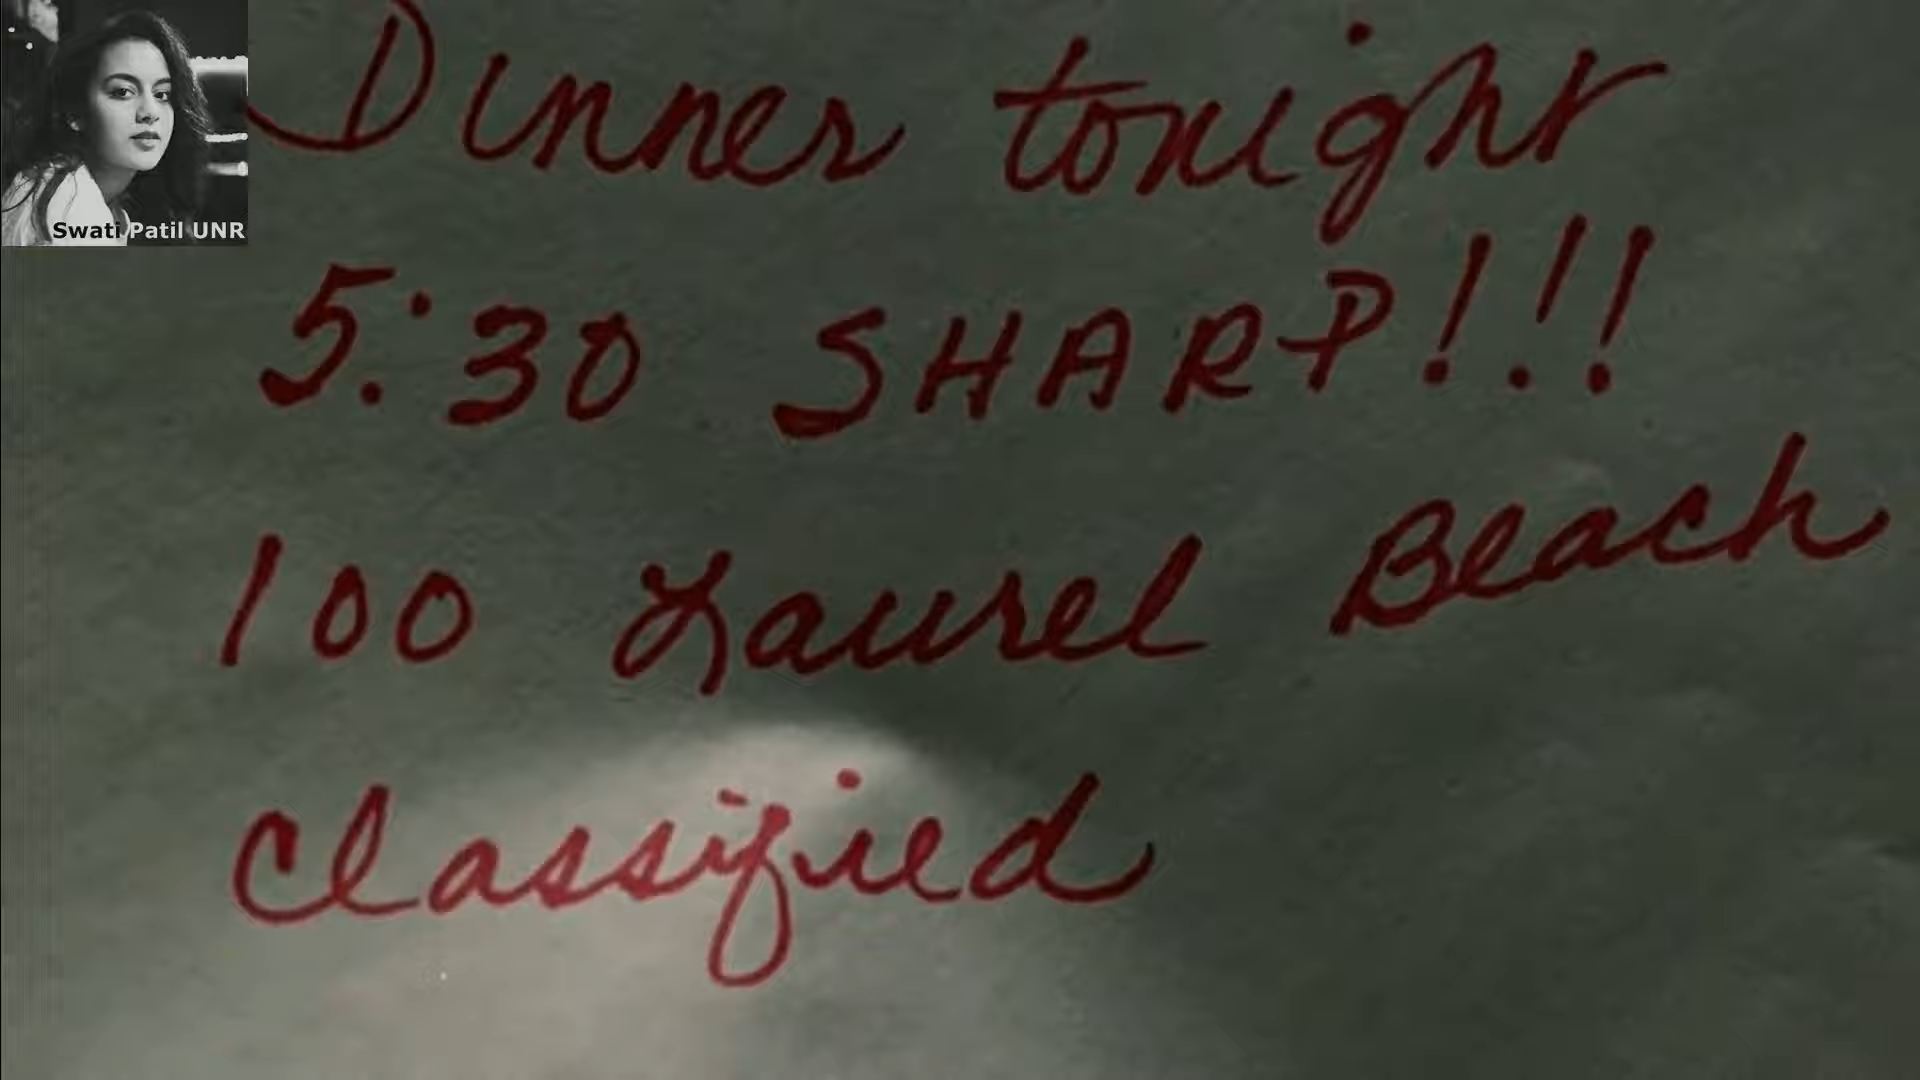 Dinner tonight
Swati Patil UNR
5:30 SHARP!!!
100 Laurel Beach
Classified